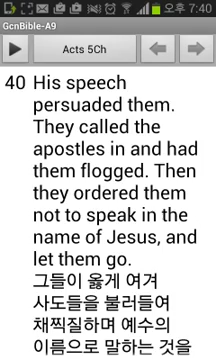 오후 7:40
GcnBible-A9
Acts 5Ch
40 His speech
persuaded them.
They called the
apostles in and had
them flogged. Then
they ordered them
not to speak in the
name of Jesus, and
let them go.
그들이 옳게 여겨
사도들을 불러들여
채찍질하며 예수의
이름으로 말하는 것을